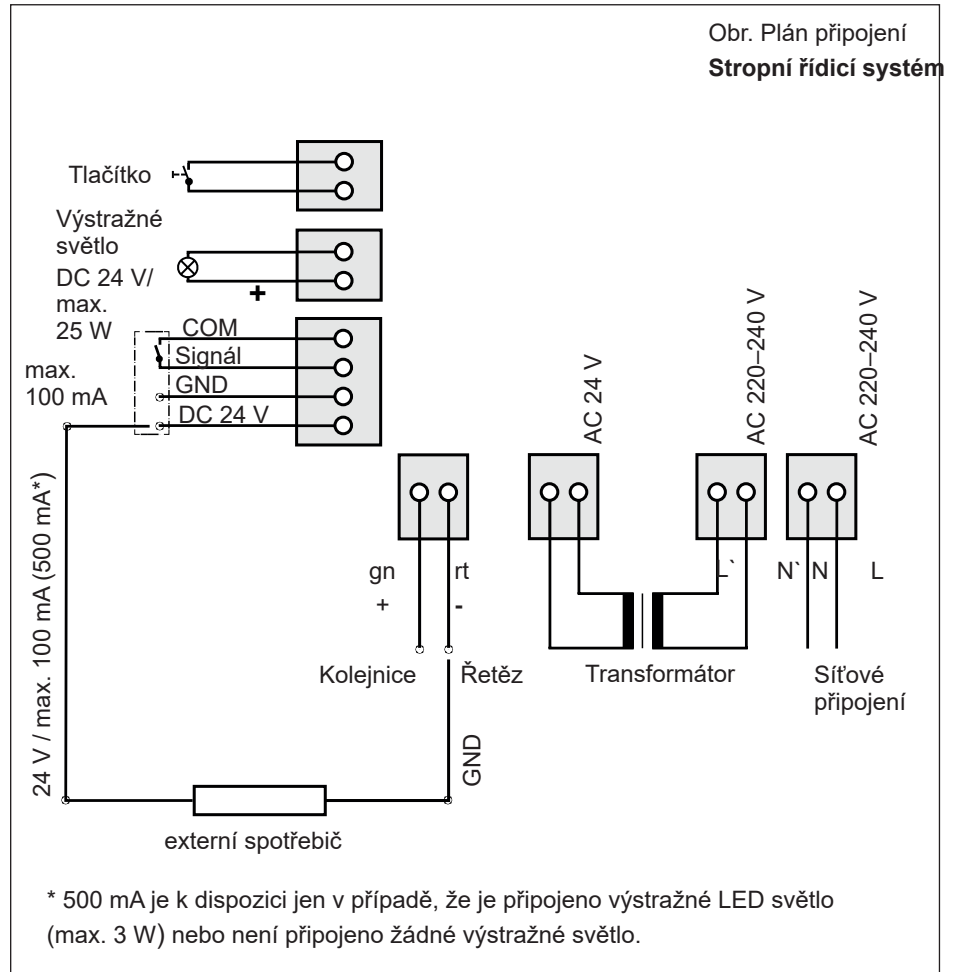 Obr. Plán připojení
Stropní řídicí systém
Tlačítko
Výstražné
světlo
DC 24 V/
max.
25 W
+
COM
Signál
GND
DC 24 V
max.
100 mA
24 V / max. 100 mA (500 mA*)
AC 24 V
AC 220–240 V
AC 220–240 V
gn
rt
+
-
L`
N`
N
L
Kolejnice
Řetěz
Transformátor
Síťové
připojení
GND
externí spotřebič
* 500 mA je k dispozici jen v případě, že je připojeno výstražné LED světlo
(max. 3 W) nebo není připojeno žádné výstražné světlo.